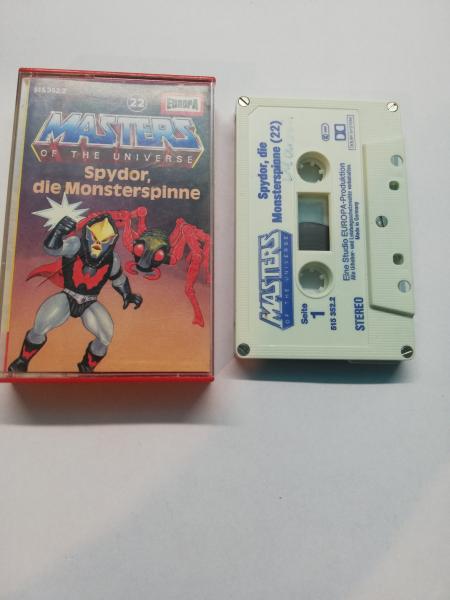 515 352.2
22
EUROPA
MASTERS
OF THE UNIVERSE
Spydor,
die Monsterspinne
Spydor, die
Monsterspinne (22)
MASTERS
OF THE UNIVERSE
Seite
1
515 352.2
Eine Studio EUROPA-Produktion
Made in Germany
STEREO